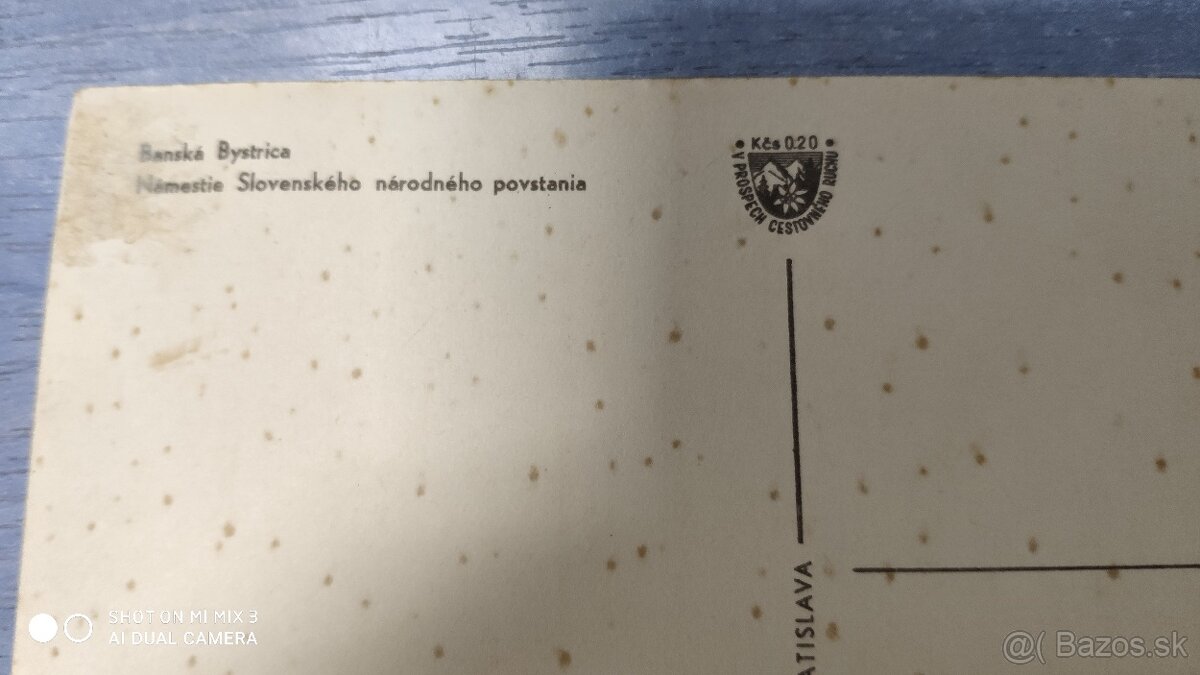 Banská Bystrica
Námestie Slovenského národného povstania
• Kčs 0.20 •
V PROSPECH CESTOVNÉHO RUCHU
ATISLAVA
SHOT ON MI MIX 3
AI DUAL CAMERA
@( Bazos.sk